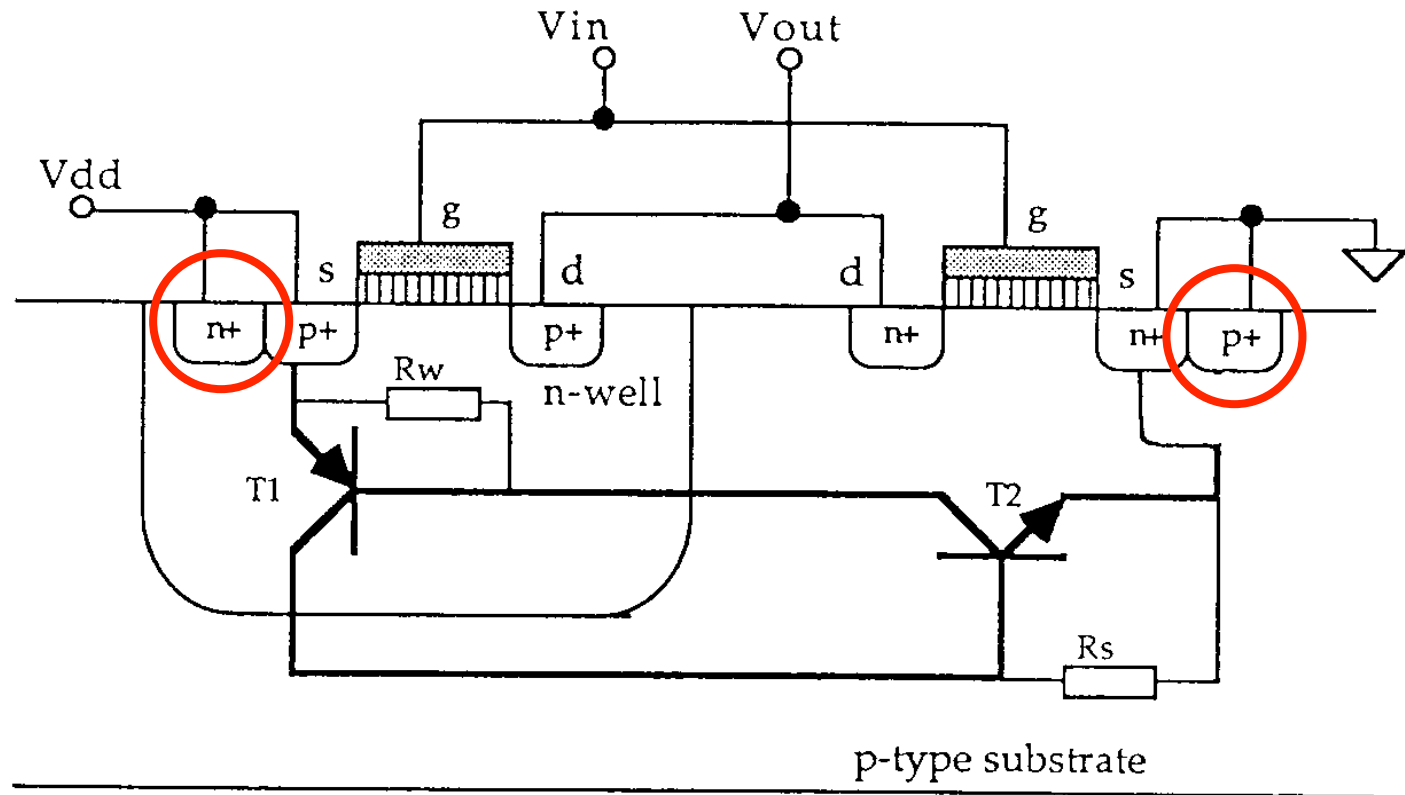 Vin
Vout
Vdd
g
g
s
d
d
s
n+
p+
p+
n+
n+
p+
Rw
n-well
T1
T2
Rs
p-type substrate